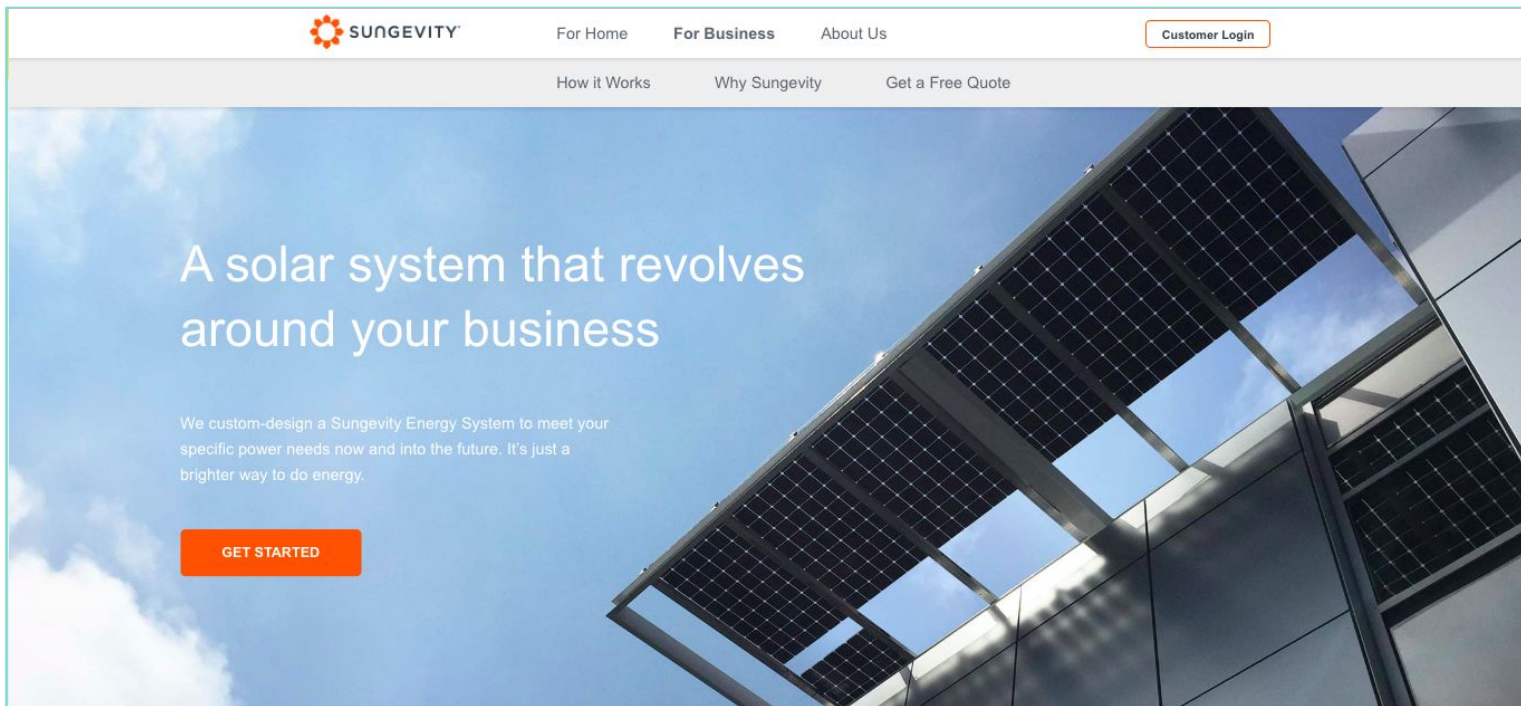 SUNGEVITY
For Home
For Business
About Us
Customer Login
How it Works
Why Sungevity
Get a Free Quote
A solar system that revolves
around your business
We custom-design a Sungevity Energy System to meet your
specific power needs now and into the future. It's just a
brighter way to do energy.
GET STARTED